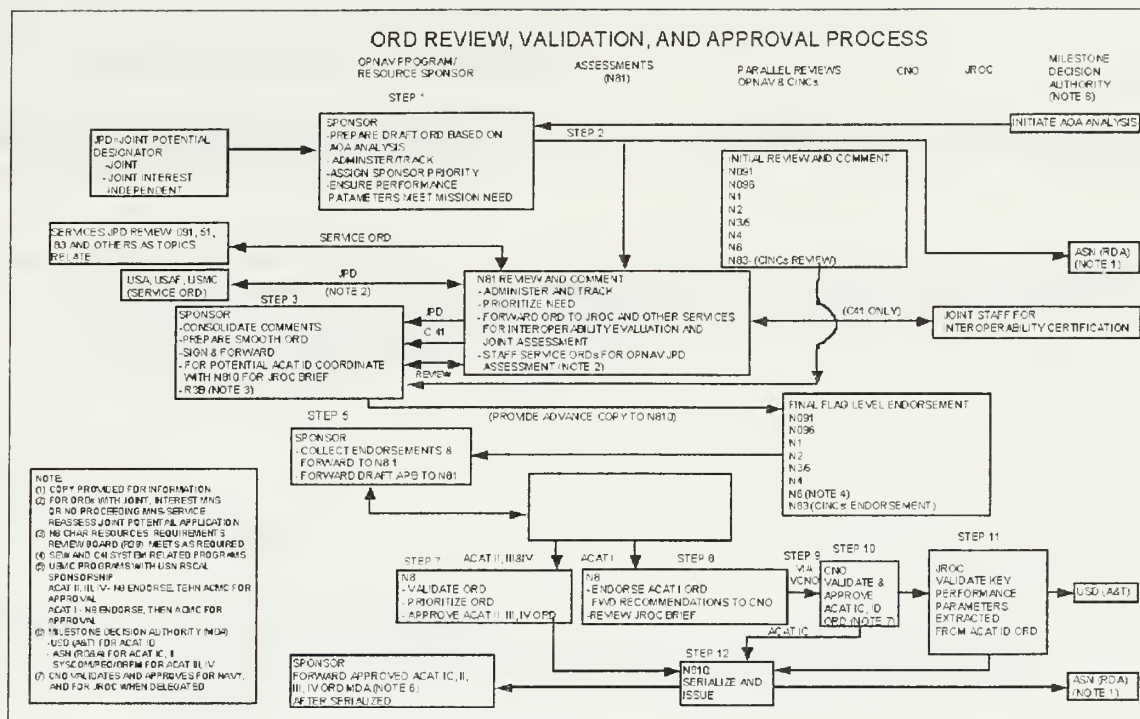 ORD REVIEW, VALIDATION, AND APPROVAL PROCESS
OPNAV PROGRAM/
RESOURCE SPONSOR
ASSESSMENTS
(N81)
PARALLEL REVIEWS
OPNAV & CINCs
CNO
JROC
MILESTONE
DECISION
AUTHORITY
(NOTE 6)
STEP 1
JPD=JOINT POTENTIAL
DESIGNATOR
-JOINT
-JOINT INTEREST
INDEPENDENT
SPONSOR
-PREPARE DRAFT ORD BASED ON
AOA ANALYSIS
-ADMINSTER/TRACK
-ASSIGN SPONSOR PRIORITY
-ENSURE PERFORMANCE
PATAMETERS MEET MISSION NEED
STEP 2
INITIATE AOA ANALYSIS
INITIAL REVIEW AND COMMENT
N091
N096
N1
N2
N3/5
N4
N6
N83- (CINCs REVIEW)
ASN (RDA)
(NOTE 1)
SERVICES JPD REVIEW: 091, 51,
83 AND OTHERS AS TOPICS
RELATE
SERVICE ORD
USA, USAF, USMC
(SERVICE ORD)
JPD
(NOTE 2)
N81 REVIEW AND COMMENT
- ADMINISTER AND TRACK
- PRIORITIZE NEED
- FORWARD ORD TO JROC AND OTHER SERVICES
FOR INTEROPERABILITY EVALUATION AND
JOINT ASSESSMENT
- STAFF SERVICE ORDs FOR OPNAV JPD
ASSESSMENT (NOTE 2)
STEP 3
SPONSOR
-CONSOLIDATE COMMENTS
-PREPARE SMOOTH ORD
-SIGN & FORWARD
- FOR POTENTIAL ACAT ID COORDINATE
WITH N810 FOR JROC BRIEF
- R3B (NOTE 3)
JPD
C 41
REVIEW
(C41 ONLY)
JOINT STAFF FOR
INTEROPERABILITY CERTIFICATION
(PROVIDE ADVANCE COPY TO N810)
FINAL FLAG LEVEL ENDORSEMENT
N091
N096
N1
N2
N3/5
N4
N6 (NOTE 4)
N83 (CINCs' ENDORSEMENT)
STEP 5
SPONSOR
- COLLECT ENDORSEMENTS &
FORWARD TO N81
- FORWARD DRAFT APB TO N81
NOTE:
(1) COPY PROVIDED FOR INFORMATION
(2) FOR ORDs WITH JOINT, INTEREST MNS
OR NO PROCEEDING MNS-SERVICE
REASSESS JOINT POTENTAIL APPLICATION
(3) N8 CHAIR RESOURCES REQUIREMENTS
REVIEW BOARD (R3B) MEETS AS REQUIRED
(4) SEW AND C4I SYSTEM RELATED PROGRAMS
(5) USMC PROGRAMS WITH USN FISCAL
SPONSORSHIP
ACAT II, III, IV- N8 ENDORSE, TEHN ACMC FOR
APPROVAL
ACAT I- N8 ENDORSE, THEN ACMC FOR
APPROVAL
(6) MILESTONE DECISION AUTHORITY (MDA)
-USD (A&T) FOR ACAT ID
- ASN (RD&A) FOR ACAT IC, II
SYSCOM/PEO/DRPM FOR ACAT III, IV
(7) CNO VALIDATES AND APPROVES FOR NAVY,
AND FOR JROC WHEN DELEGATED
STEP 7
ACAT II, III&IV
N8
- VALIDATE ORD
- PRIORITIZE ORD
- APPROVE ACAT II, III, IV ORD
ACAT I
STEP 8
N8
- ENDORSE ACAT I ORD
FWD RECOMMENDATIONS TO CNO
-REVIEW JROC BRIEF
STEP 9
VIA
VCNO
STEP 10
CNO
VALIDATE &
APPROVE
ACAT IC, ID
ORD (NOTE 7)
ACAT IC
STEP 11
JROC
VALIDATE KEY
PERFORMANCE
PARAMETERS
EXTRACTED
FROM ACAT ID ORD
USD (A&T)
STEP 12
N810
SERIALIZE AND
ISSUE
SPONSOR
FORWARD APPROVED ACAT IC, II,
III, IV ORD MDA (NOTE 6)
AFTER SERIALIZED
ASN (RDA)
(NOTE 1)